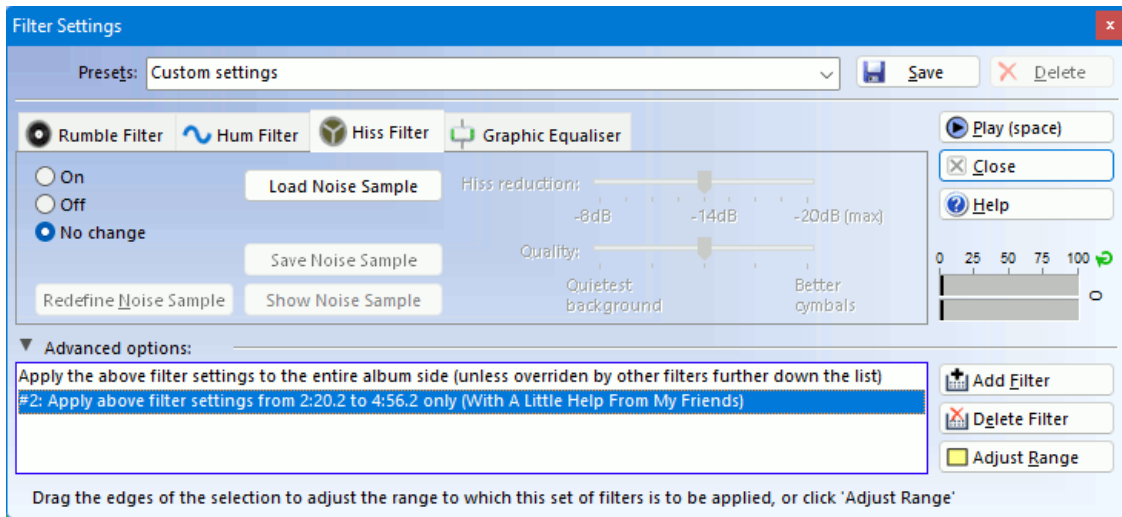 Filter Settings
x
Presets: Custom settings
Save
Delete
Rumble Filter
Hum Filter
Hiss Filter
Graphic Equaliser
Play (space)
Close
Help
On
Off
No change
Load Noise Sample
Save Noise Sample
Redefine Noise Sample
Show Noise Sample
Hiss reduction:
-8dB -14dB -20dB (max)
Quality:
Quietest background
Better cymbals
0 25 50 75 100
0
Advanced options:
Apply the above filter settings to the entire album side (unless overriden by other filters further down the list)
#2: Apply above filter settings from 2:20.2 to 4:56.2 only (With A Little Help From My Friends)
Add Filter
Delete Filter
Adjust Range
Drag the edges of the selection to adjust the range to which this set of filters is to be applied, or click 'Adjust Range'